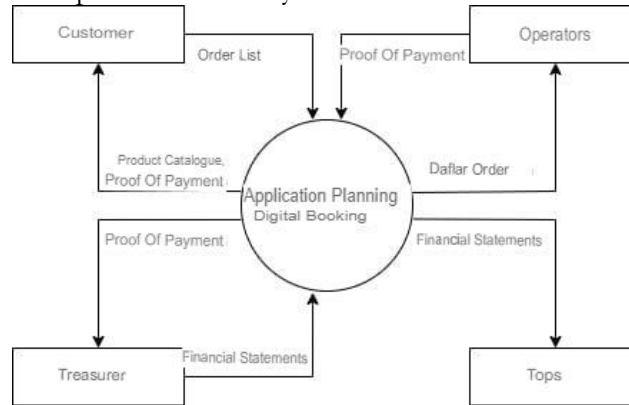 Customer
Operators
Order List
Proof Of Payment
Product Catalogue,
Proof Of Payment
Daflar Order
Application Planning
Digital Booking
Proof Of Payment
Financial Statements
Financial Statements
Treasurer
Tops